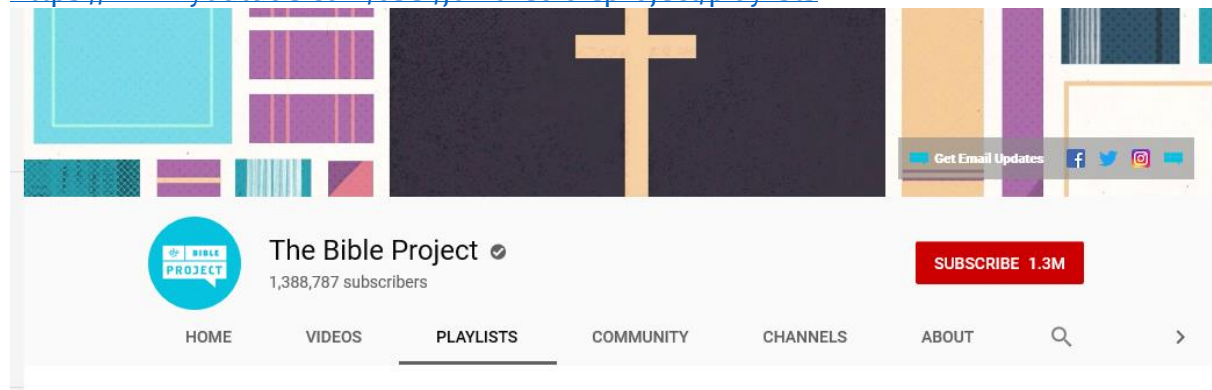 Get Email Updates
BIBLE
PROJECT
The Bible Project
1,388,787 subscribers
SUBSCRIBE 1.3M
HOME VIDEOS PLAYLISTS COMMUNITY CHANNELS ABOUT